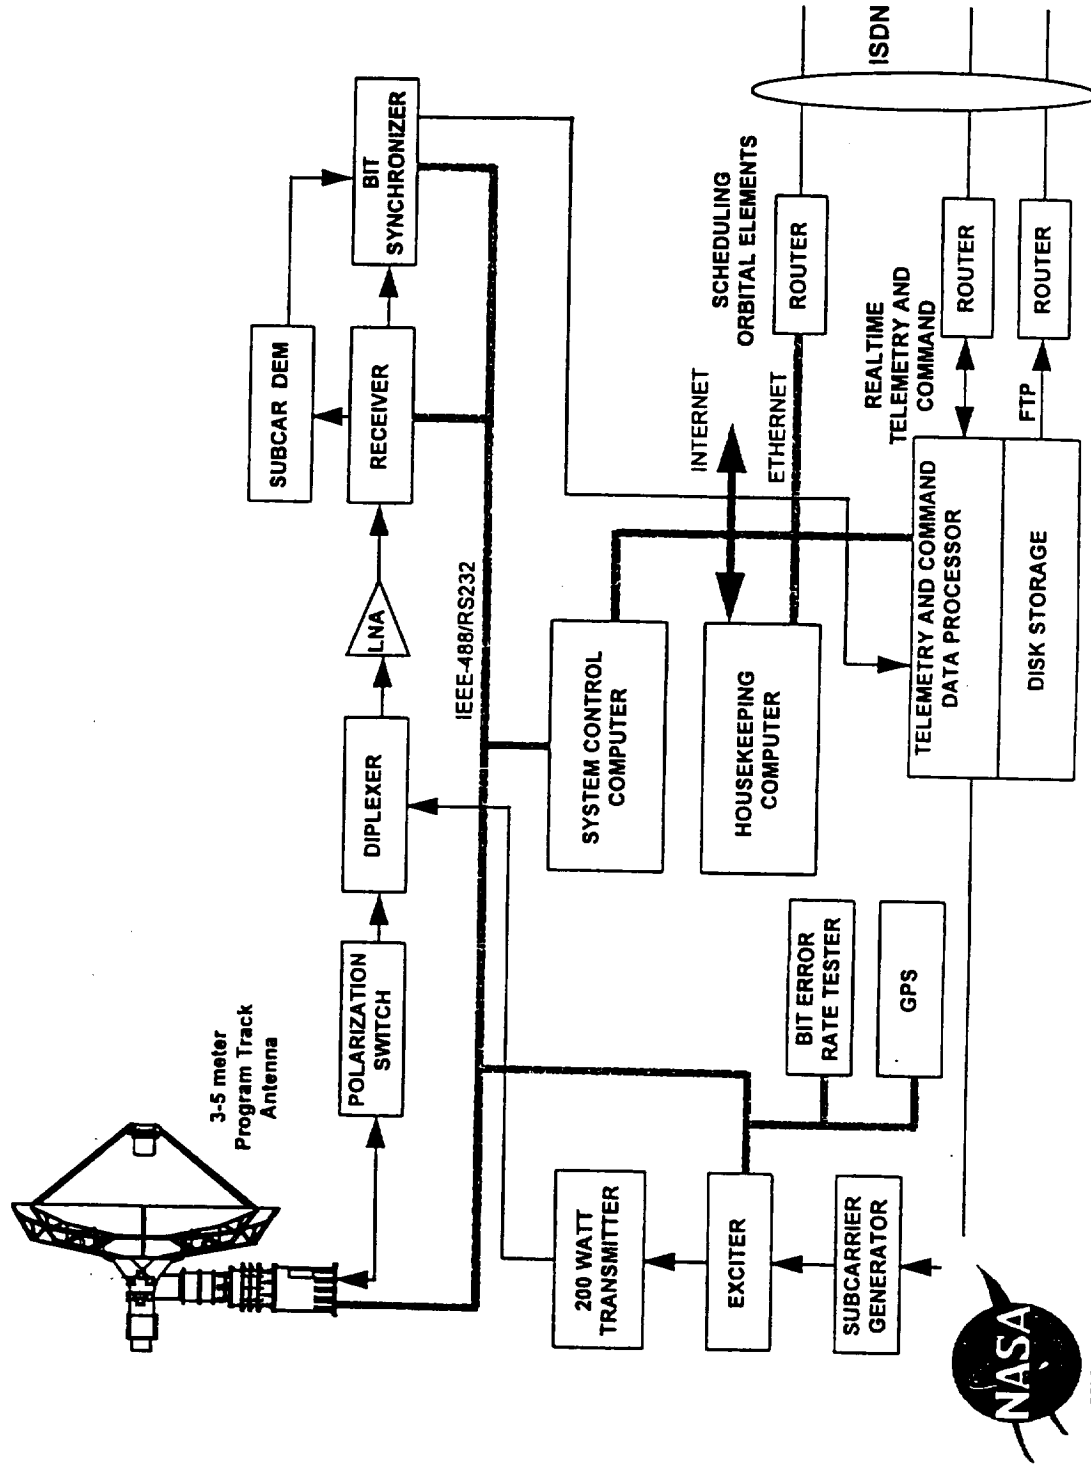 3-5 meter
Program Track
Antenna
POLARIZATION
SWITCH
DIPLEXER
LNA
RECEIVER
SUBCAR DEM
BIT
SYNCHRONIZER
IEEE-488/RS232
200 WATT
TRANSMITTER
EXCITER
SUBCARRIER
GENERATOR
BIT ERROR
RATE TESTER
GPS
SYSTEM CONTROL
COMPUTER
HOUSEKEEPING
COMPUTER
INTERNET
ETHERNET
SCHEDULING
ORBITAL ELEMENTS
ROUTER
TELEMETRY AND COMMAND
DATA PROCESSOR
DISK STORAGE
REALTIME
TELEMETRY AND
COMMAND
ROUTER
FTP
ROUTER
ISDN
NASA